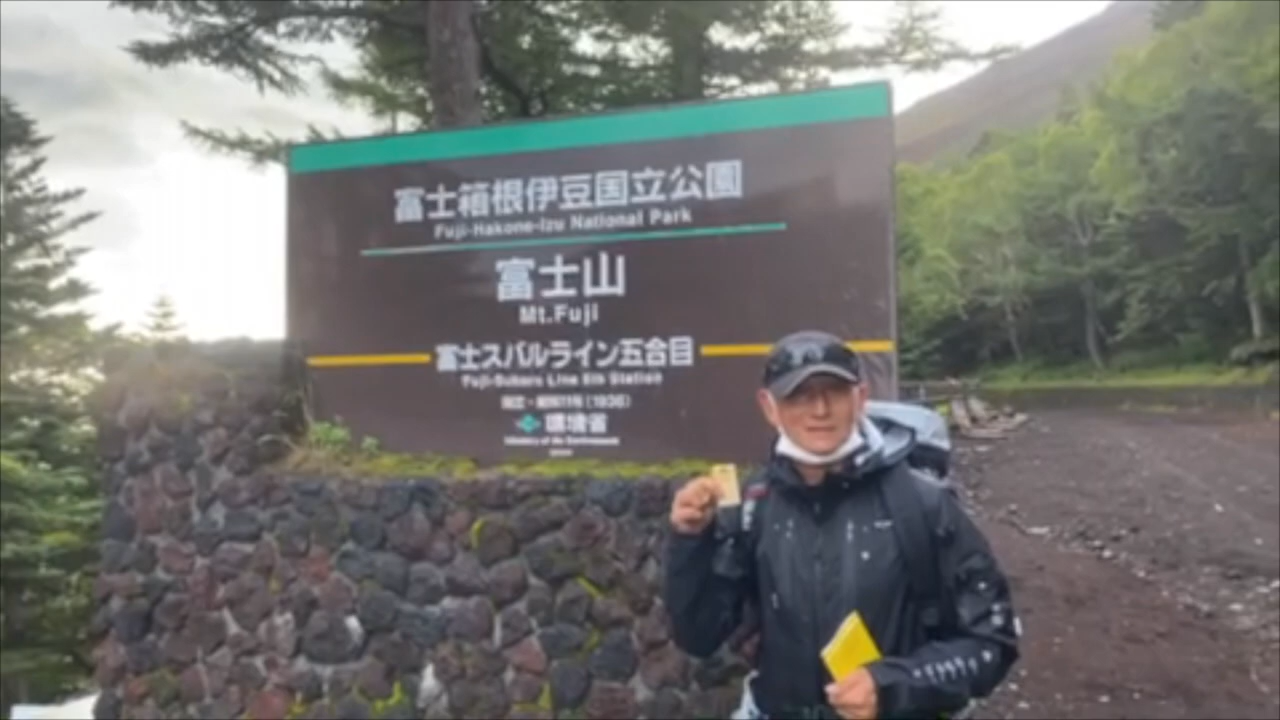 富士箱根伊豆国立公園
Fuji-Hakone-Izu National Park
富士山
Mt.Fuji
富士スバルライン五合目
Fuji-Subaru Line 5th Station
(1936)
環境省
Ministry of the Environment